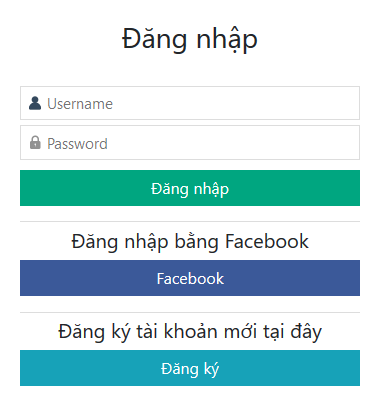 Đăng nhập
Username
Password
Đăng nhập
Đăng nhập bằng Facebook
Facebook
Đăng ký tài khoản mới tại đây
Đăng ký